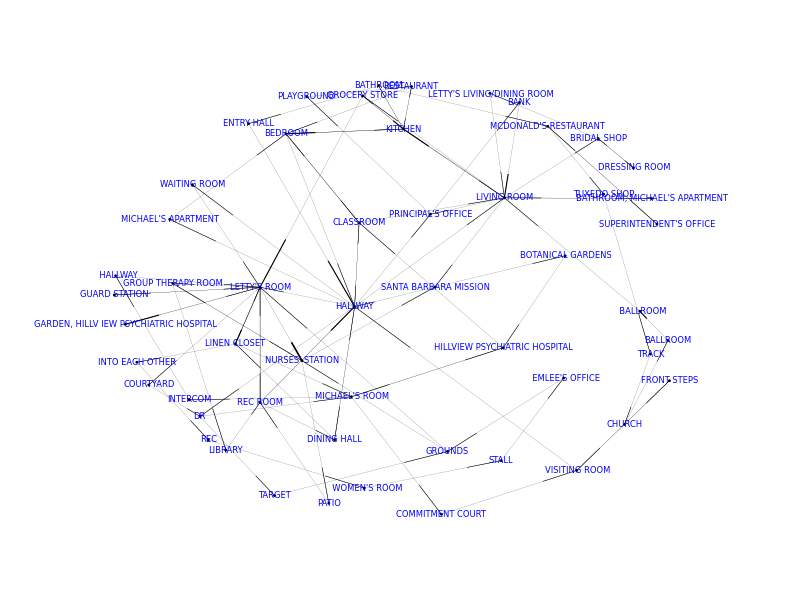 BATHROOM
RESTAURANT
PLAYGROUND
GROCERY STORE
LETTY'S LIVING/DINING ROOM
BANK
ENTRY HALL
BEDROOM
KITCHEN
MCDONALD'S RESTAURANT
BRIDAL SHOP
DRESSING ROOM
WAITING ROOM
LIVING ROOM
TUXEDO SHOP
BATHROOM, MICHAEL'S APARTMENT
MICHAEL'S APARTMENT
CLASSROOM
PRINCIPAL'S OFFICE
SUPERINTENDENT'S OFFICE
BOTANICAL GARDENS
HALLWAY
GROUP THERAPY ROOM
LETTY'S ROOM
SANTA BARBARA MISSION
GUARD STATION
HALLWAY
BALLROOM
GARDEN, HILLV IEW PSYCHIATRIC HOSPITAL
LINEN CLOSET
HILLVIEW PSYCHIATRIC HOSPITAL
BALLROOM
TRACK
INTO EACH OTHER
NURSES' STATION
COURTYARD
EMLEE'S OFFICE
FRONT STEPS
INTERCOM
REC ROOM
MICHAEL'S ROOM
DR
CHURCH
REC
DINING HALL
LIBRARY
GROUNDS
STALL
VISITING ROOM
TARGET
WOMEN'S ROOM
PATIO
COMMITMENT COURT